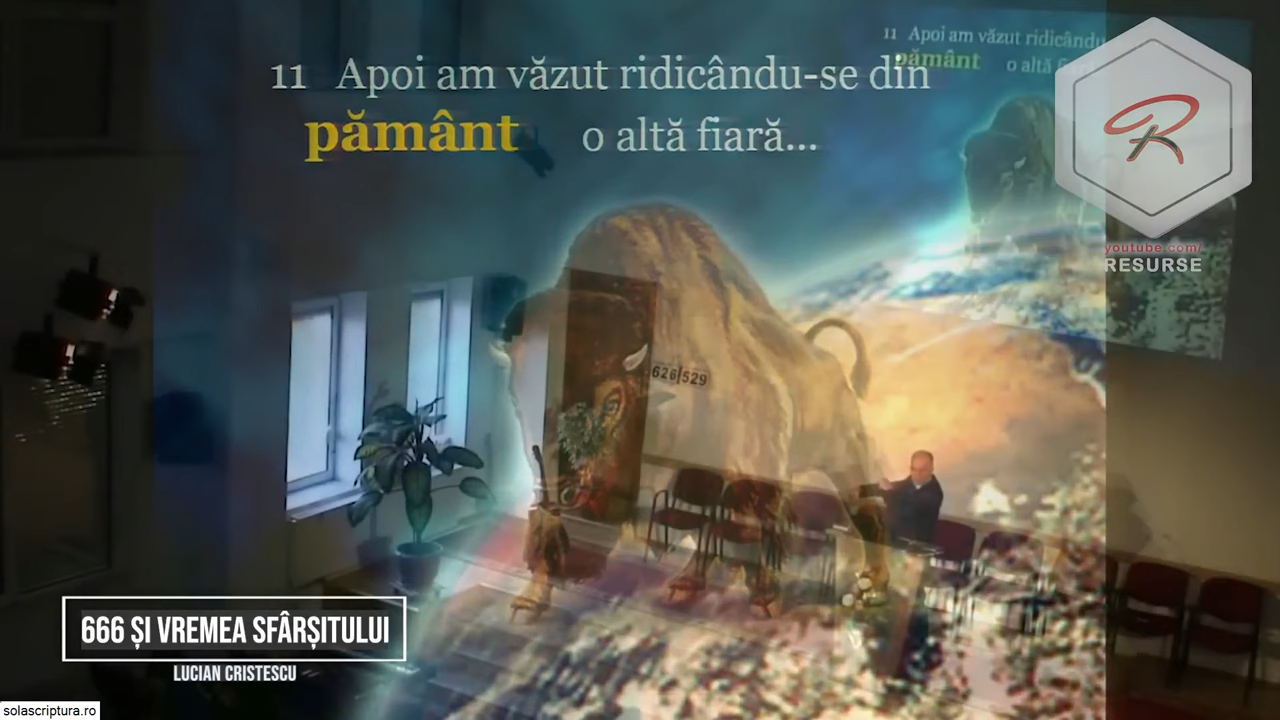 11 Apoi am văzut ridicându-se din
pământ o altă fiară...
11 Apoi am văzut ridicându
pământ o altă
R
youtube.com/
RESURSE
626|529
666 ȘI VREMEA SFÂRȘITULUI
LUCIAN CRISTESCU
solascriptura.ro